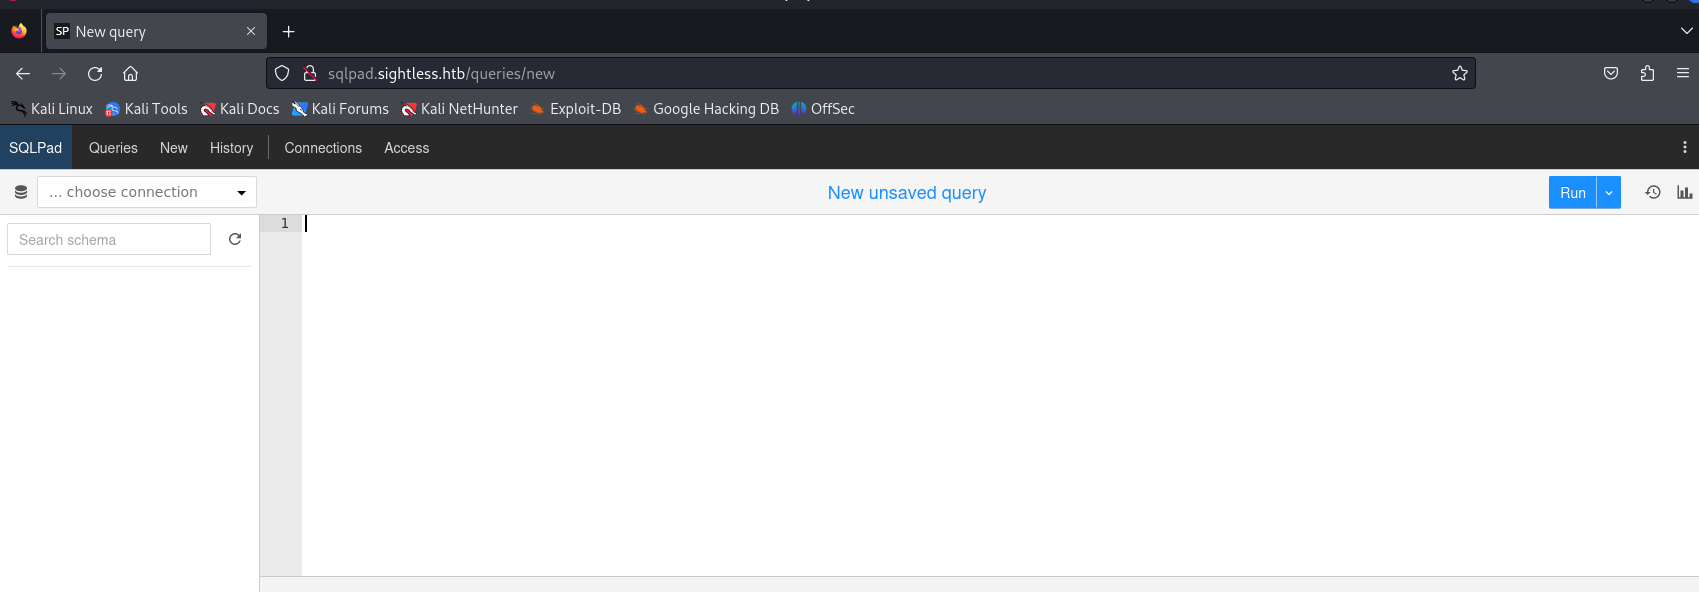 SP New query
sqlpad.sightless.htb/queries/new
Kali Linux Kali Tools Kali Docs Kali Forums Kali NetHunter Exploit-DB Google Hacking DB OffSec
SQLPad Queries New History Connections Access
... choose connection New unsaved query Run
Search schema 1